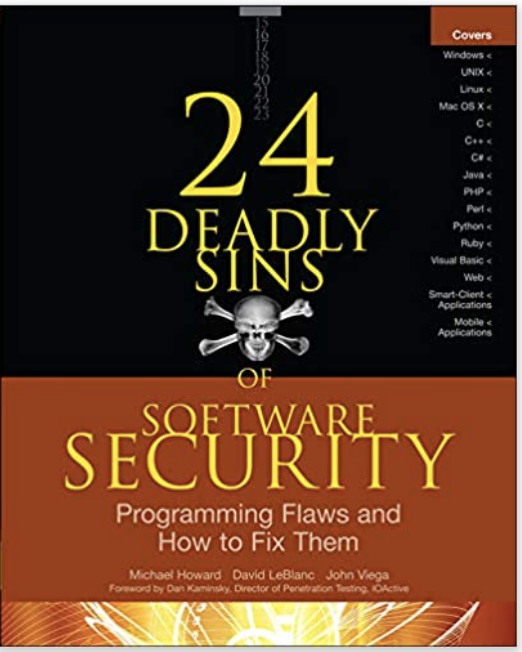 15
16
17
18
19
20
21
22
23
24
DEADLY
SINS
OF
SOFTWARE
SECURITY
Programming Flaws and
How to Fix Them
Michael Howard David LeBlanc John Viega
Foreword by Dan Kaminsky, Director of Penetration Testing, IOActive
Covers
Windows <
UNIX <
Linux <
Mac OS X <
C <
C++ <
C# <
Java <
PHP <
Perl <
Python <
Ruby <
Visual Basic <
Web <
Smart-Client <
Applications
Mobile <
Applications